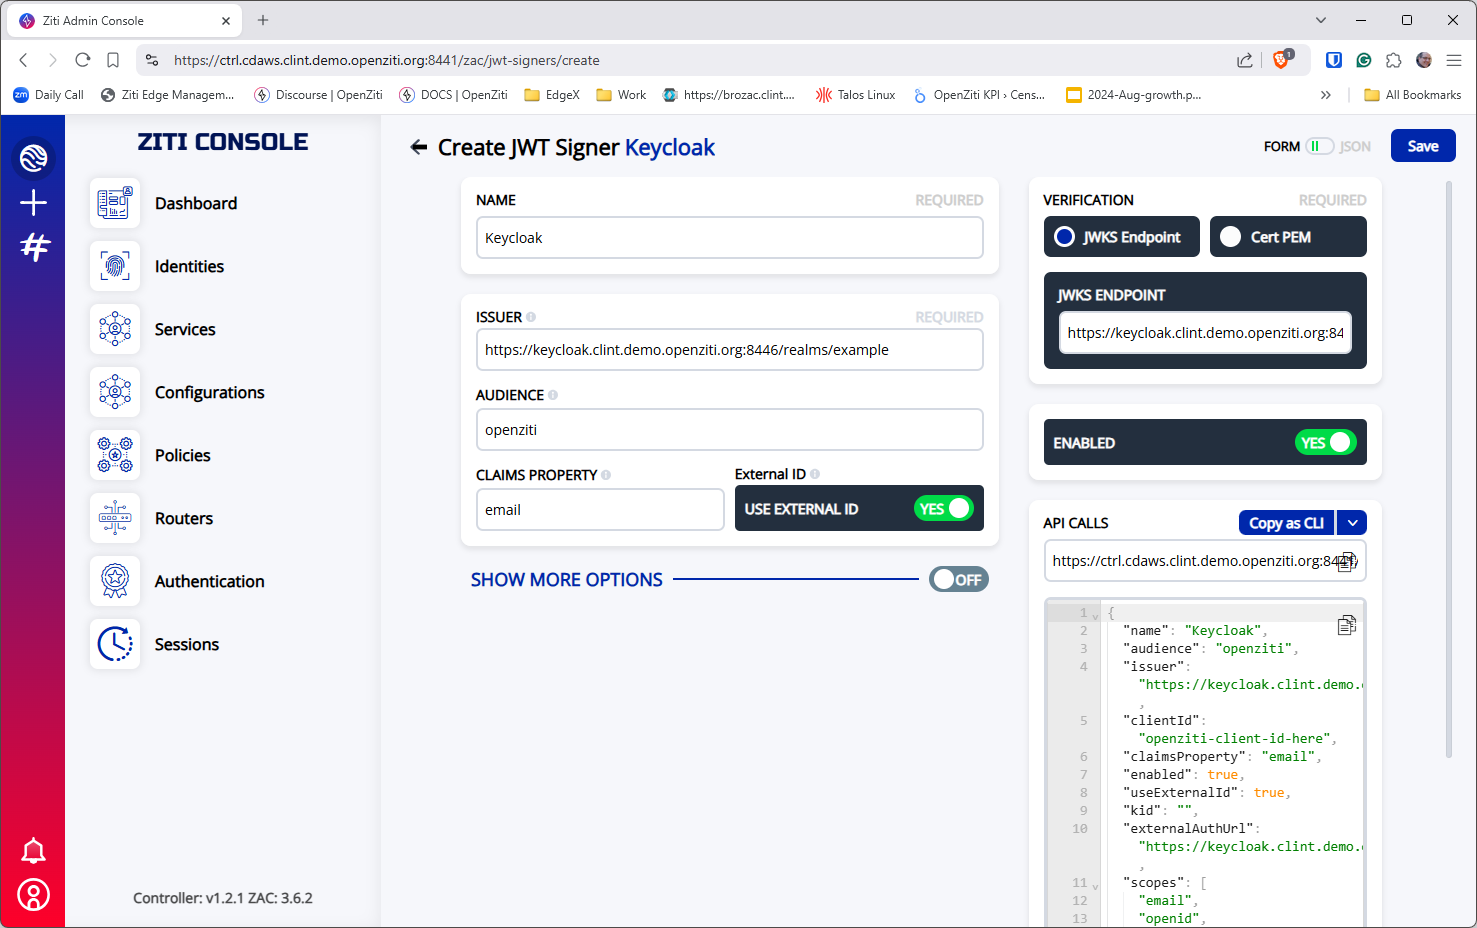 Ziti Admin Console
https://ctrl.cdaws.clint.demo.openziti.org:8441/zac/jwt-signers/create
1
zm Daily Call
Ziti Edge Managem...
Discourse | OpenZiti
DOCS | OpenZiti
EdgeX
Work
https://brozac.clint....
Talos Linux
OpenZiti KPI › Cens...
2024-Aug-growth.p...
All Bookmarks
ZITI CONSOLE
Dashboard
Identities
Services
Configurations
Policies
Routers
Authentication
Sessions
Controller: v1.2.1 ZAC: 3.6.2
Create JWT Signer Keycloak
FORM JSON
Save
NAME REQUIRED
Keycloak
ISSUER REQUIRED
https://keycloak.clint.demo.openziti.org:8446/realms/example
AUDIENCE
openziti
CLAIMS PROPERTY
email
External ID
USE EXTERNAL ID YES
SHOW MORE OPTIONS OFF
VERIFICATION REQUIRED
JWKS Endpoint
Cert PEM
JWKS ENDPOINT
https://keycloak.clint.demo.openziti.org:84
ENABLED YES
API CALLS
Copy as CLI
https://ctrl.cdaws.clint.demo.openziti.org:8441/
1 {
2 "name": "Keycloak",
3 "audience": "openziti",
4 "issuer":
"https://keycloak.clint.demo.
,
5 "clientId":
"openziti-client-id-here",
6 "claimsProperty": "email",
7 "enabled": true,
8 "useExternalId": true,
9 "kid": "",
10 "externalAuthUrl":
"https://keycloak.clint.demo.
,
11 "scopes": [
12 "email",
13 "openid",